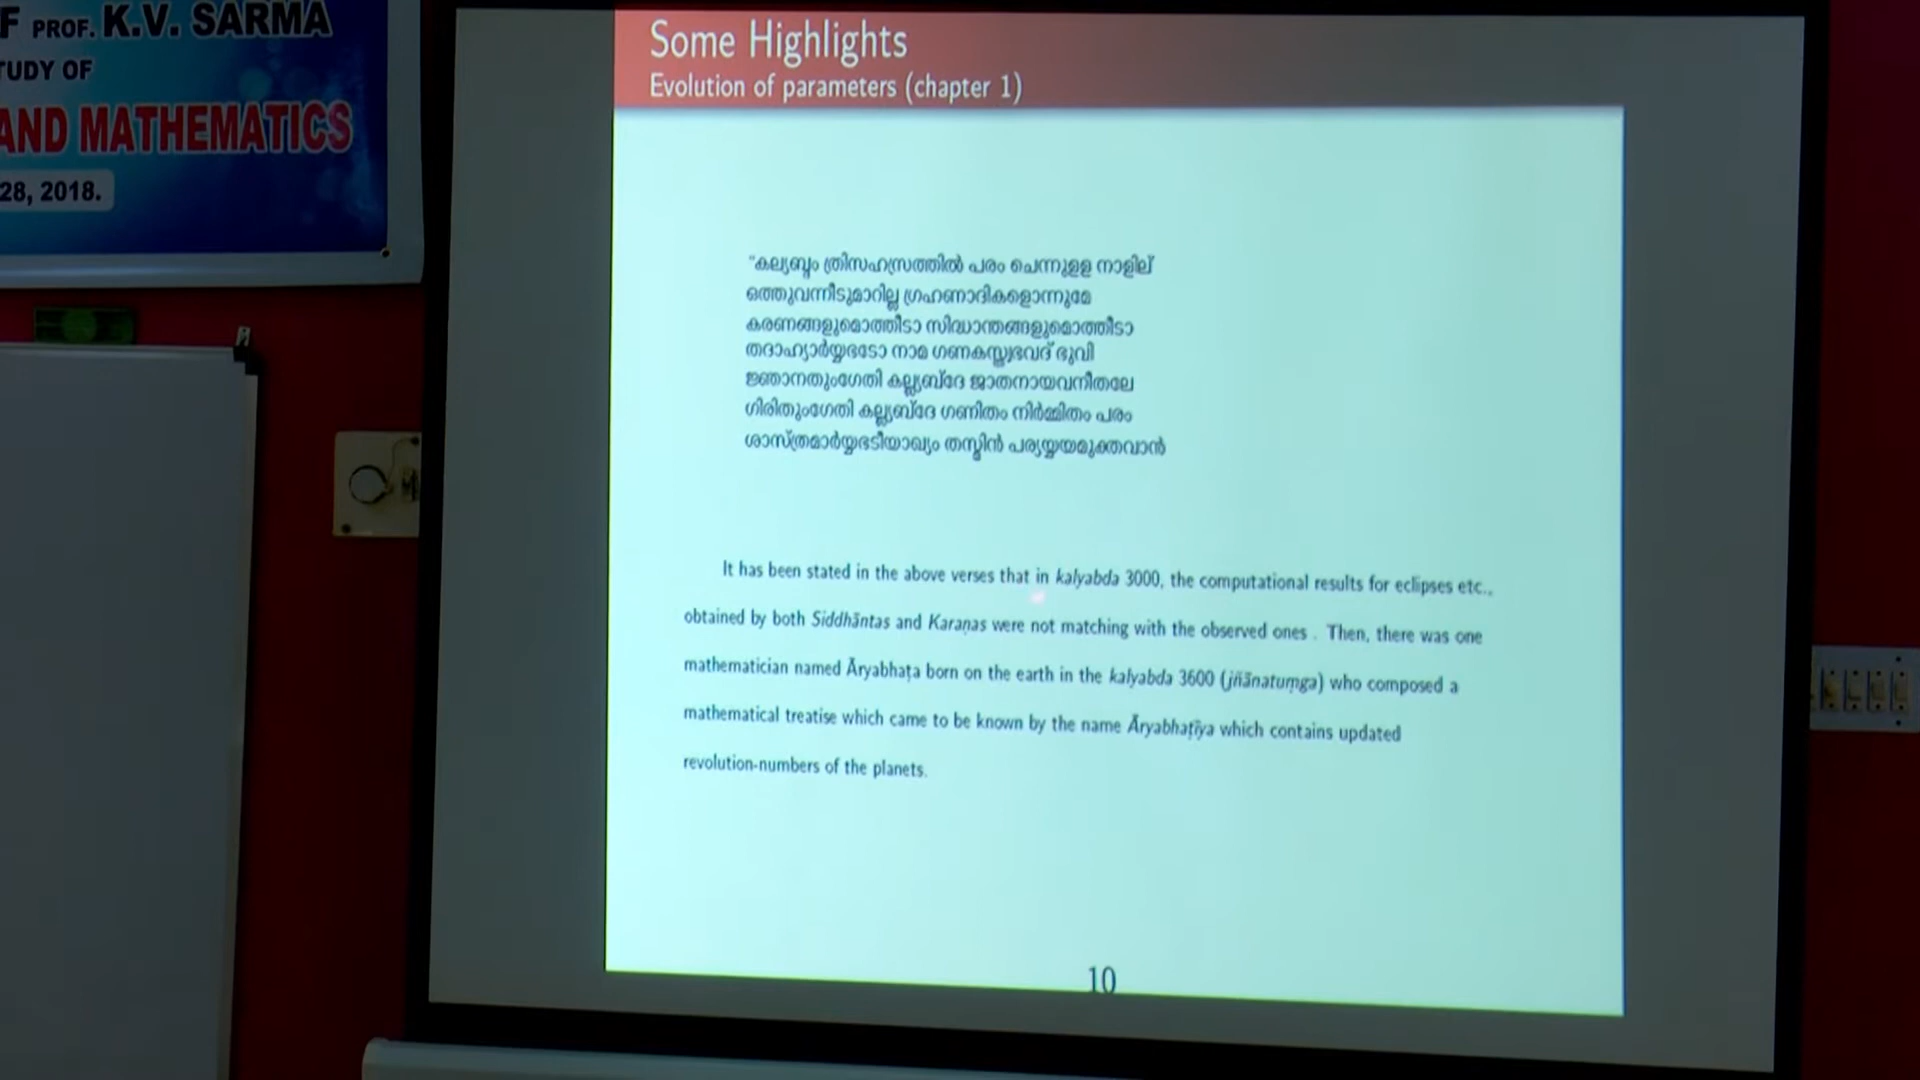 F PROF. K.V. SARMA
TUDY OF
AND MATHEMATICS
28, 2018.
Some Highlights
Evolution of parameters (chapter 1)
"കല്യബ്ദം ത്രിസഹസ്രത്തിൽ പരം ചെന്നുളള നാളില്
ഒത്തുവന്നീടുമാറില്ല ഗ്രഹണാദികളൊന്നുമേ
കരണങ്ങളുമൊത്തീടാ സിദ്ധാന്തങ്ങളുമൊത്തീടാ
തദാഹ്യാർയ്യഭടോ നാമ ഗണകസ്ത്വഭവദ് ഭുവി
ജ്ഞാനതുംഗേതി കല്ല്യബ്ദേ ജാതനായവനീതലേ
ഗിരിതുംഗേതി കല്ല്യബ്ദേ ഗണിതം നിർമ്മിതം പരം
ശാസ്ത്രമാർയ്യഭടീയാഖ്യം തസ്മിൻ പര്യയ്യയമുക്തവാൻ
It has been stated in the above verses that in kalyabda 3000, the computational results for eclipses etc.,
obtained by both Siddhāntas and Karaṇas were not matching with the observed ones . Then, there was one
mathematician named Āryabhaṭa born on the earth in the kalyabda 3600 (jñānatuṃga) who composed a
mathematical treatise which came to be known by the name Āryabhaṭīya which contains updated
revolution-numbers of the planets.
10